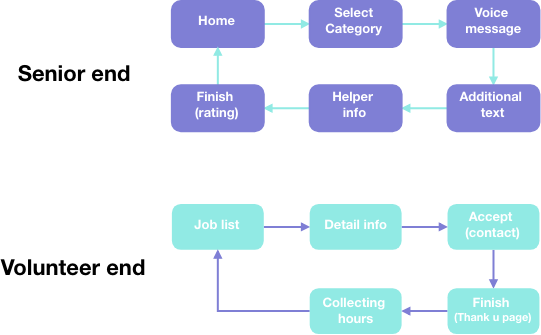 Home
Select
Category
Voice
message
Senior end
Finish
(rating)
Helper
info
Additional
text
Job list
Detail info
Accept
(contact)
Volunteer end
Collecting
hours
Finish
(Thank u page)